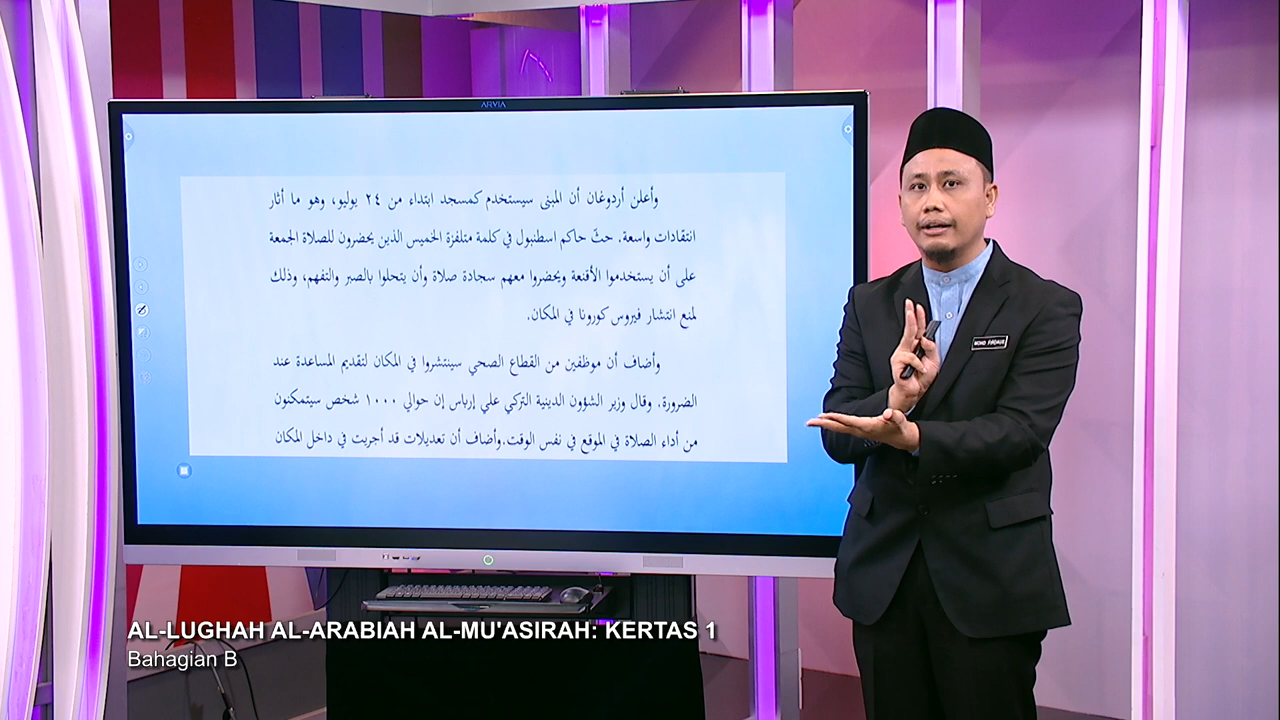 ARVIA
وأعلن أردوغان أن المبنى سيستخدم كمسجد ابتداء من ٢٤ يوليو، وهو ما أثار
انتقادات واسعة. حثّ حاكم اسطنبول في كلمة متلفزة الخميس الذين يحضرون للصلاة الجمعة
على أن يستخدموا الأقنعة ويحضروا معهم سجادة صلاة وأن يتحلوا بالصبر والتفهم، وذلك
لمنع انتشار فيروس كورونا في المكان.
وأضاف أن موظفين من القطاع الصحي سينتشروا في المكان لتقديم المساعدة عند
الضرورة. وقال وزير الشؤون الدينية التركي علي إرباس إن حوالي ١٠٠٠ شخص سيتمكنون
من أداء الصلاة في الموقع في نفس الوقت.وأضاف أن تعديلات قد أجريت في داخل المكان
MOHD FIRDAUS
AL-LUGHAH AL-ARABIAH AL-MU'ASIRAH: KERTAS 1
Bahagian B